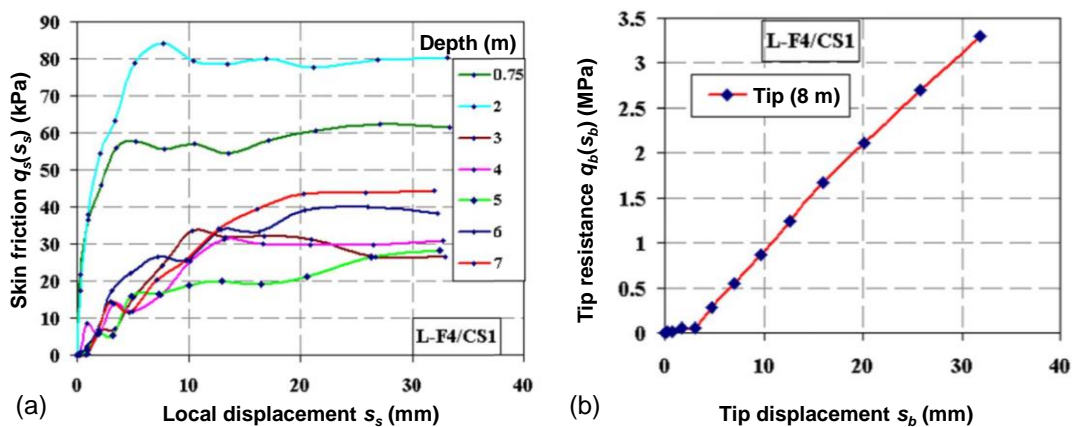 90
80
70
60
50
40
30
20
10
0
Skin friction qs(ss) (kPa)
Depth (m)
0.75
2
3
4
5
6
7
L-F4/CS1
0 10 20 30 40
(a)
Local displacement ss (mm)
3.5
3
2.5
2
1.5
1
0.5
0
Tip resistance qb(sb) (MPa)
L-F4/CS1
Tip (8 m)
0 10 20 30 40
(b)
Tip displacement sb (mm)